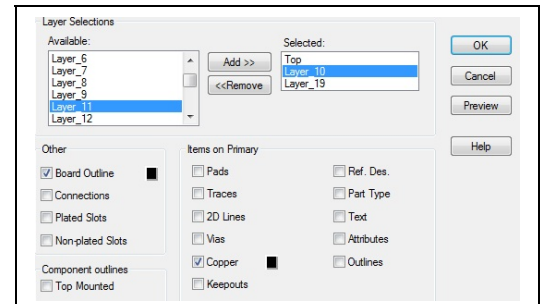 Layer Selections
Available:
Layer_6
Layer_7
Layer_8
Layer_9
Layer_11
Layer_12
Add >>
<<Remove
Selected:
Top
Layer_10
Layer_19
OK
Cancel
Preview
Help
Other
Board Outline
Connections
Plated Slots
Non-plated Slots
Component outlines
Top Mounted
Items on Primary
Pads
Traces
2D Lines
Vias
Copper
Keepouts
Ref. Des.
Part Type
Text
Attributes
Outlines